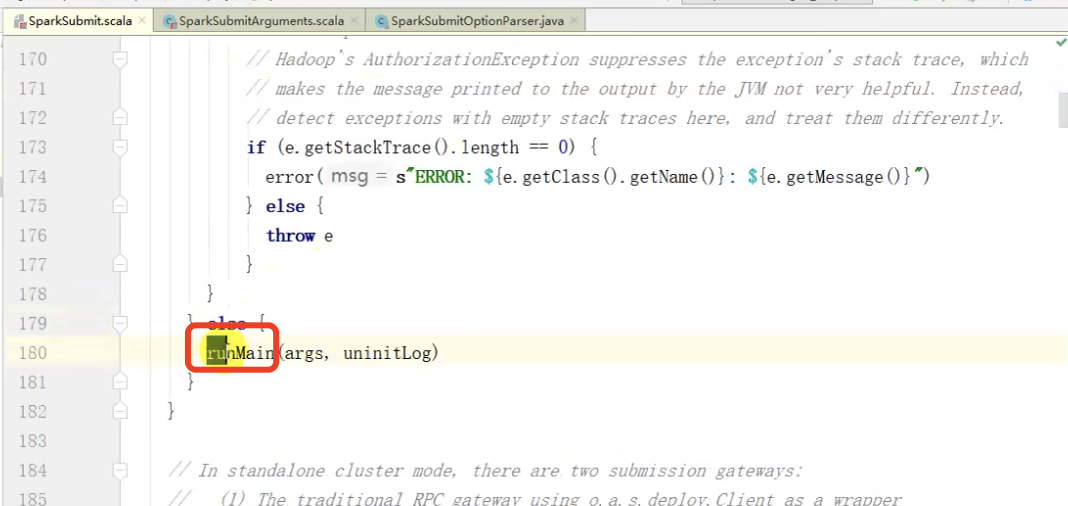 SparkSubmit.scala SparkSubmitArguments.scala SparkSubmitOptionParser.java
170 // Hadoop's AuthorizationException suppresses the exception's stack trace, which
171 // makes the message printed to the output by the JVM not very helpful. Instead,
172 // detect exceptions with empty stack traces here, and treat them differently.
173 if (e.getStackTrace().length == 0) {
174 error( msg = s"ERROR: ${e.getClass().getName()}: ${e.getMessage()}")
175 } else {
176 throw e
177 }
178 }
179 } else {
180 runMain(args, uninitLog)
181 }
182 }
183
184 // In standalone cluster mode, there are two submission gateways:
185 // (1) The traditional RPC gateway using o.a.s.deploy.Client as a wrapper